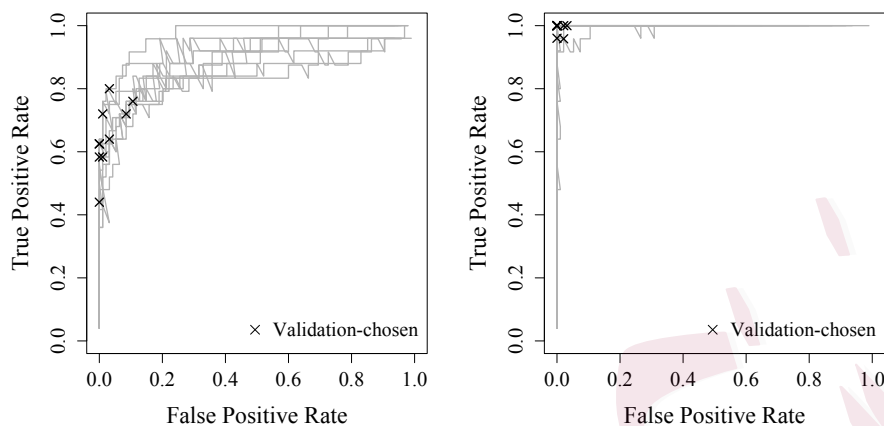 1.0
0.8
0.6
0.4
0.2
0.0
True Positive Rate
× Validation-chosen
0.0 0.2 0.4 0.6 0.8 1.0
False Positive Rate
1.0
0.8
0.6
0.4
0.2
0.0
True Positive Rate
× Validation-chosen
0.0 0.2 0.4 0.6 0.8 1.0
False Positive Rate